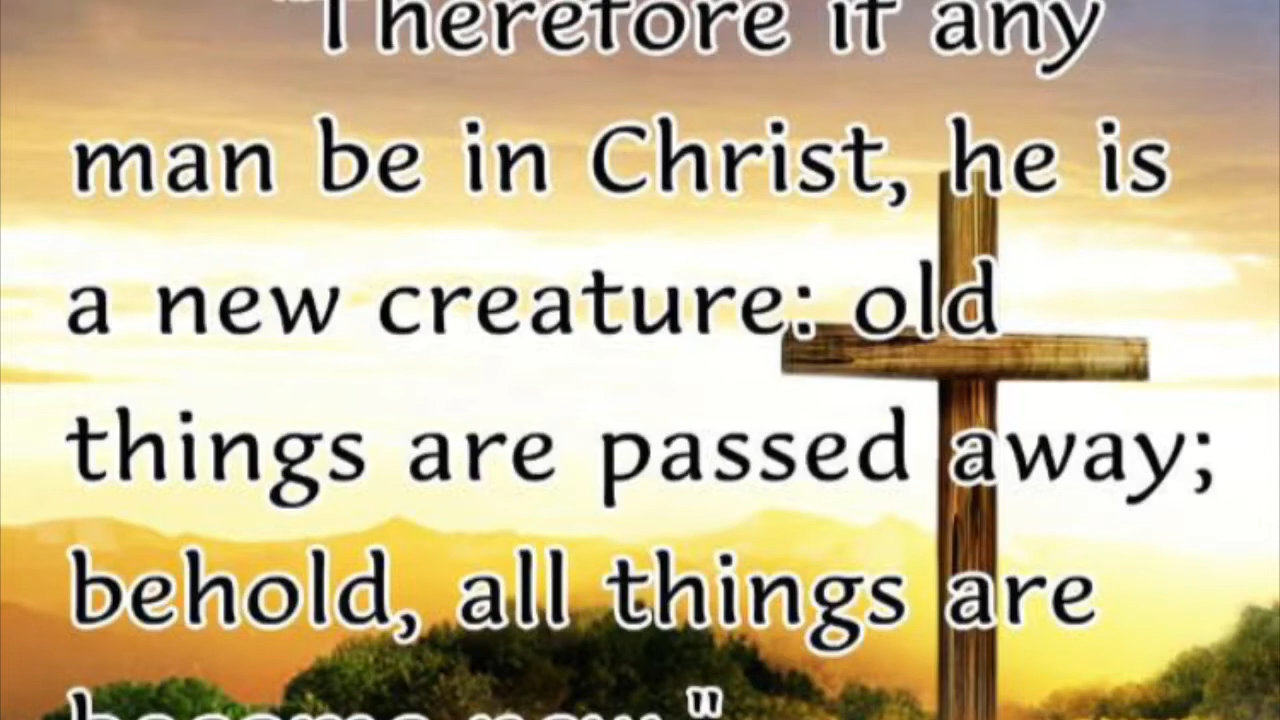 "Therefore if any
man be in Christ, he is
a new creature: old
things are passed away;
behold, all things are
become new."